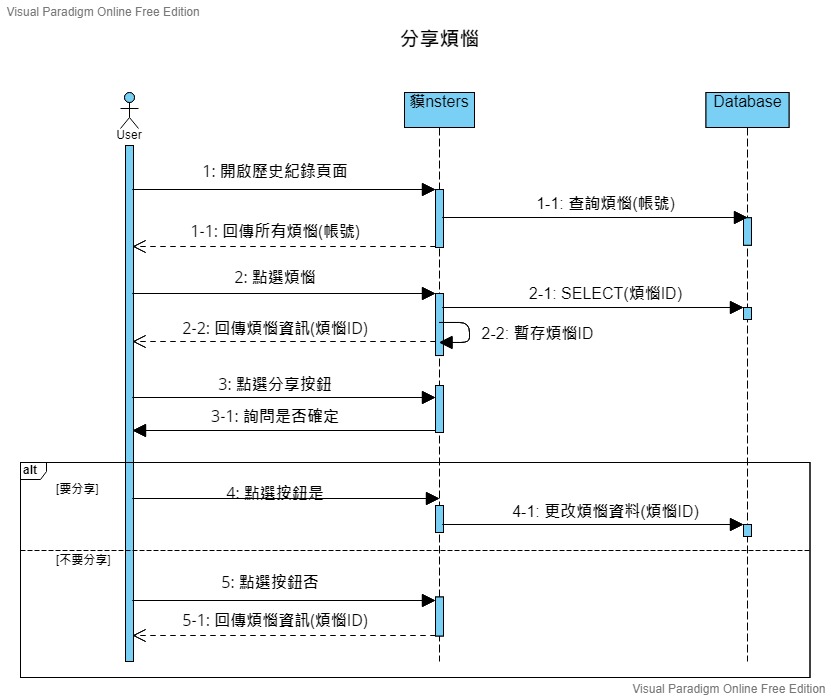 Visual Paradigm Online Free Edition
分享煩惱
User
貘nsters
Database
1: 開啟歷史紀錄頁面
1-1: 查詢煩惱(帳號)
1-1: 回傳所有煩惱(帳號)
2: 點選煩惱
2-1: SELECT(煩惱ID)
2-2: 回傳煩惱資訊(煩惱ID)
2-2: 暫存煩惱ID
3: 點選分享按鈕
3-1: 詢問是否確定
alt
[要分享]
4: 點選按鈕是
4-1: 更改煩惱資料(煩惱ID)
[不要分享]
5: 點選按鈕否
5-1: 回傳煩惱資訊(煩惱ID)
Visual Paradigm Online Free Edition